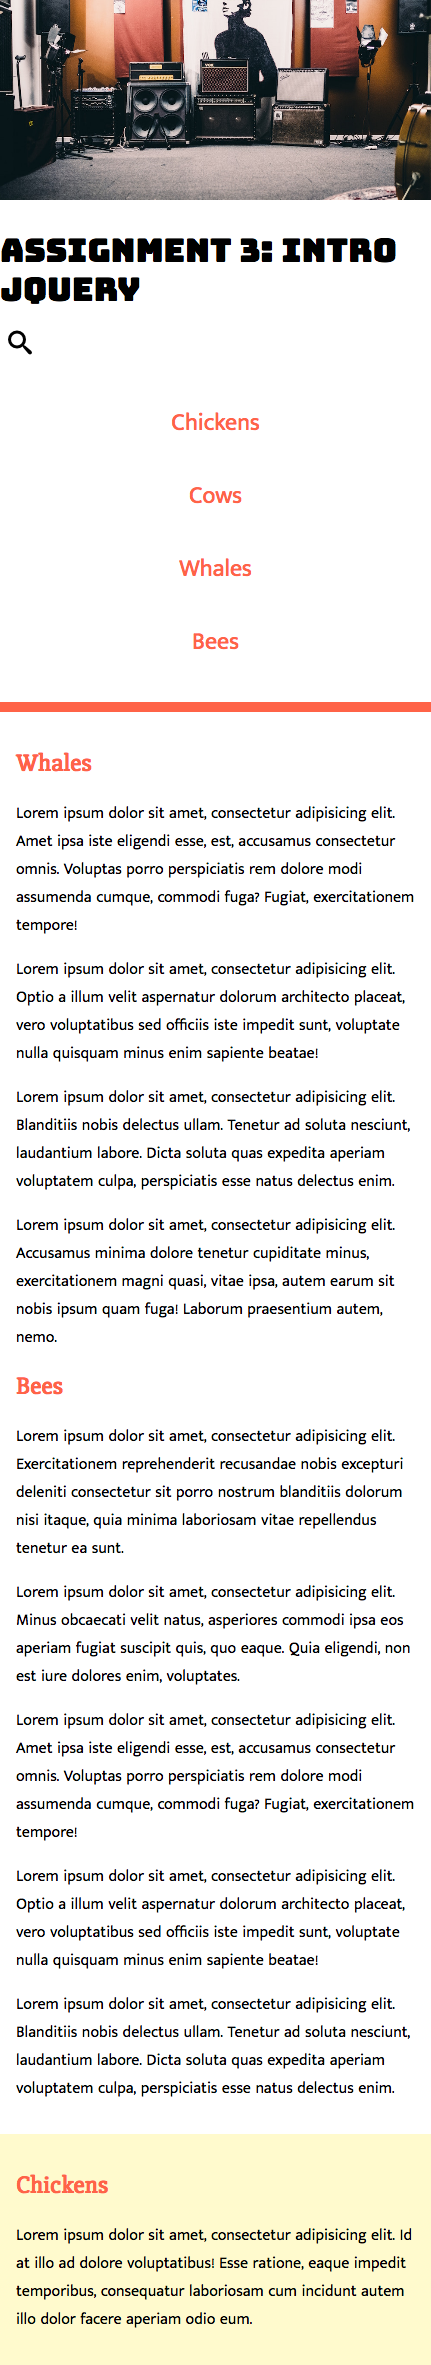 ASSIGNMENT 3: INTRO
JQUERY
Chickens
Cows
Whales
Bees
Whales
Lorem ipsum dolor sit amet, consectetur adipisicing elit.
Amet ipsa iste eligendi esse, est, accusamus consectetur
omnis. Voluptas porro perspiciatis rem dolore modi
assumenda cumque, commodi fuga? Fugiat, exercitationem
tempore!
Lorem ipsum dolor sit amet, consectetur adipisicing elit.
Optio a illum velit aspernatur dolorum architecto placeat,
vero voluptatibus sed officiis iste impedit sunt, voluptate
nulla quisquam minus enim sapiente beatae!
Lorem ipsum dolor sit amet, consectetur adipisicing elit.
Blanditiis nobis delectus ullam. Tenetur ad soluta nesciunt,
laudantium labore. Dicta soluta quas expedita aperiam
voluptatem culpa, perspiciatis esse natus delectus enim.
Lorem ipsum dolor sit amet, consectetur adipisicing elit.
Accusamus minima dolore tenetur cupiditate minus,
exercitationem magni quasi, vitae ipsa, autem earum sit
nobis ipsum quam fuga! Laborum praesentium autem,
nemo.
Bees
Lorem ipsum dolor sit amet, consectetur adipisicing elit.
Exercitationem reprehenderit recusandae nobis excepturi
deleniti consectetur sit porro nostrum blanditiis dolorum
nisi itaque, quia minima laboriosam vitae repellendus
tenetur ea sunt.
Lorem ipsum dolor sit amet, consectetur adipisicing elit.
Minus obcaecati velit natus, asperiores commodi ipsa eos
aperiam fugiat suscipit quis, quo eaque. Quia eligendi, non
est iure dolores enim, voluptates.
Lorem ipsum dolor sit amet, consectetur adipisicing elit.
Amet ipsa iste eligendi esse, est, accusamus consectetur
omnis. Voluptas porro perspiciatis rem dolore modi
assumenda cumque, commodi fuga? Fugiat, exercitationem
tempore!
Lorem ipsum dolor sit amet, consectetur adipisicing elit.
Optio a illum velit aspernatur dolorum architecto placeat,
vero voluptatibus sed officiis iste impedit sunt, voluptate
nulla quisquam minus enim sapiente beatae!
Lorem ipsum dolor sit amet, consectetur adipisicing elit.
Blanditiis nobis delectus ullam. Tenetur ad soluta nesciunt,
laudantium labore. Dicta soluta quas expedita aperiam
voluptatem culpa, perspiciatis esse natus delectus enim.
Chickens
Lorem ipsum dolor sit amet, consectetur adipisicing elit. Id
at illo ad dolore voluptatibus! Esse ratione, eaque impedit
temporibus, consequatur laboriosam cum incidunt autem
illo dolor facere aperiam odio eum.